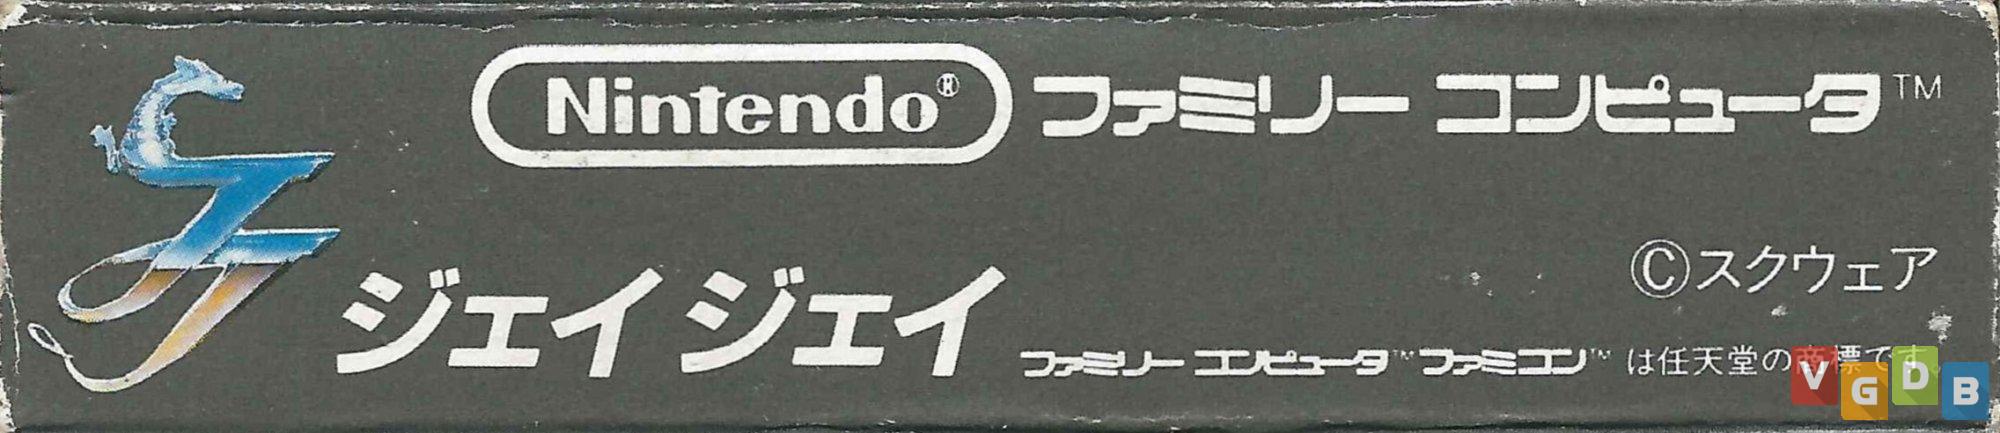 Nintendo® ファミリー コンピュータ™
JJ
ジェイジェイ
©スクウェア
ファミリー コンピュータ™ ファミコン™ は任天堂の商標です。
VGDB